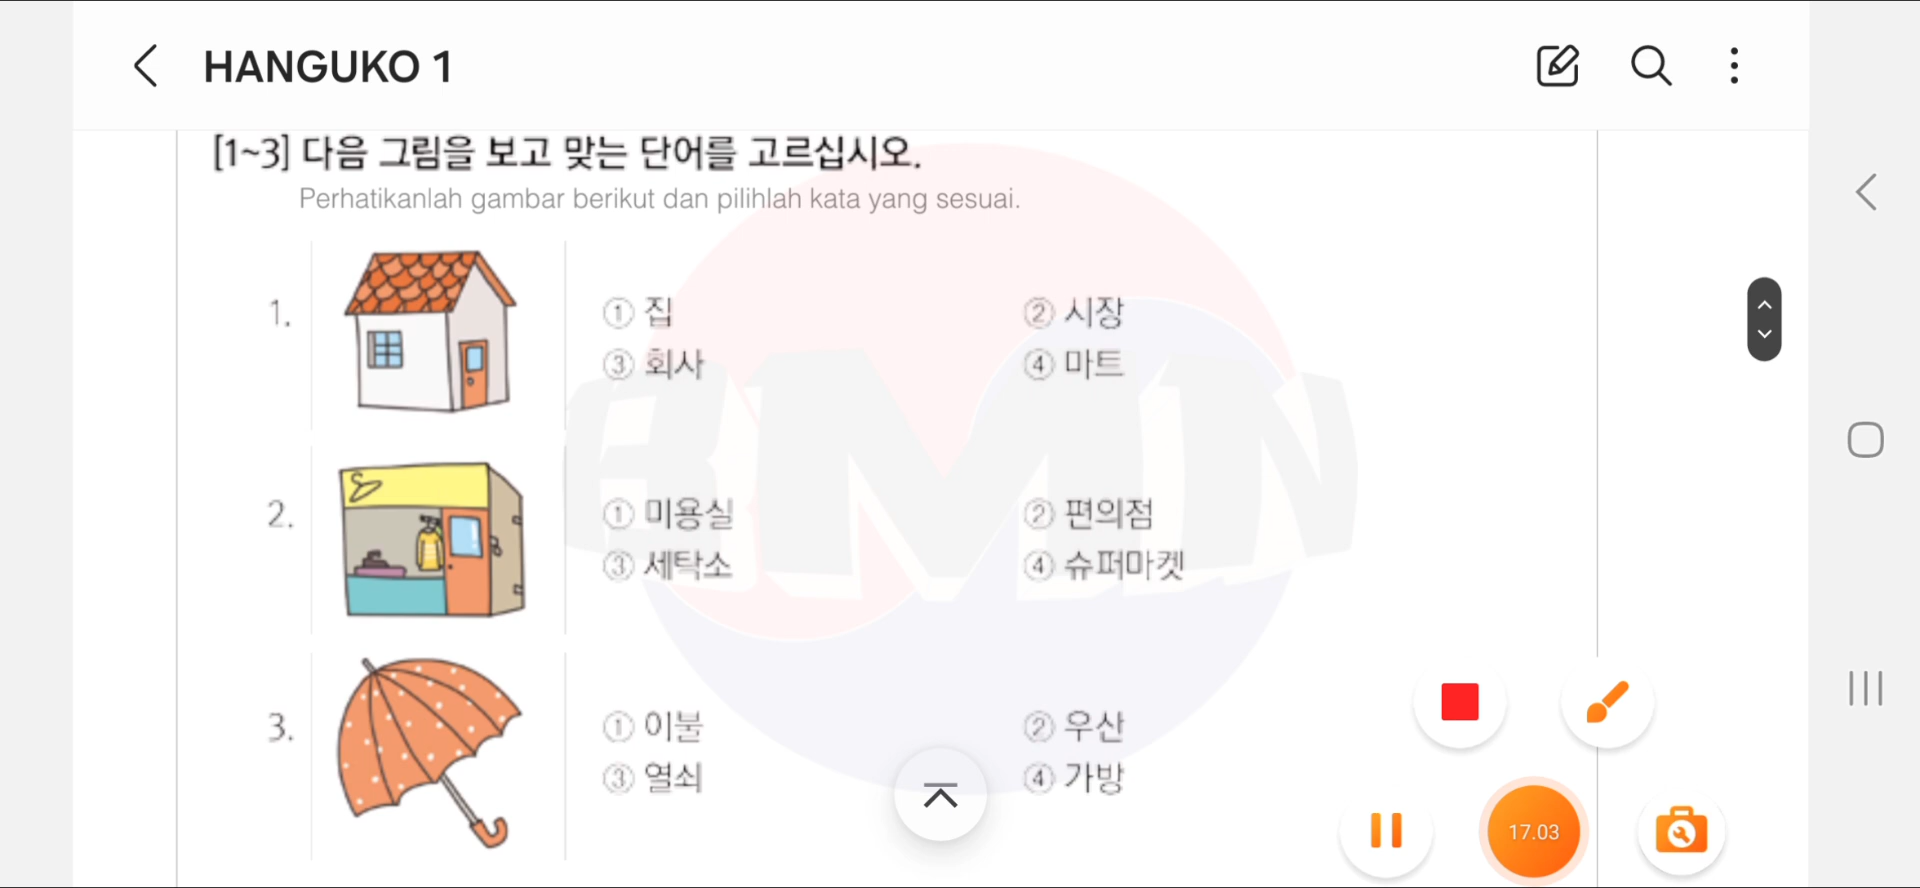 HANGUKO 1
[1~3] 다음 그림을 보고 맞는 단어를 고르십시오.
Perhatikanlah gambar berikut dan pilihlah kata yang sesuai.
1.
① 집 ② 시장
③ 회사 ④ 마트
2.
① 미용실 ② 편의점
③ 세탁소 ④ 슈퍼마켓
3.
① 이불 ② 우산
③ 열쇠 ④ 가방
BMN
17.03